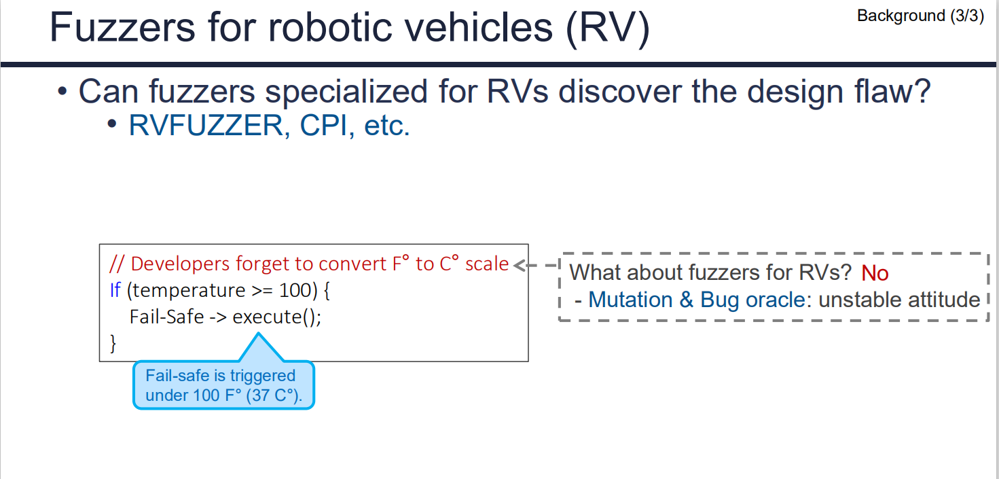 Fuzzers for robotic vehicles (RV)
Background (3/3)
• Can fuzzers specialized for RVs discover the design flaw?
• RVFUZZER, CPI, etc.
// Developers forget to convert F° to C° scale
If (temperature >= 100) {
Fail-Safe -> execute();
}
What about fuzzers for RVs? No
- Mutation & Bug oracle: unstable attitude
Fail-safe is triggered
under 100 F° (37 C°).